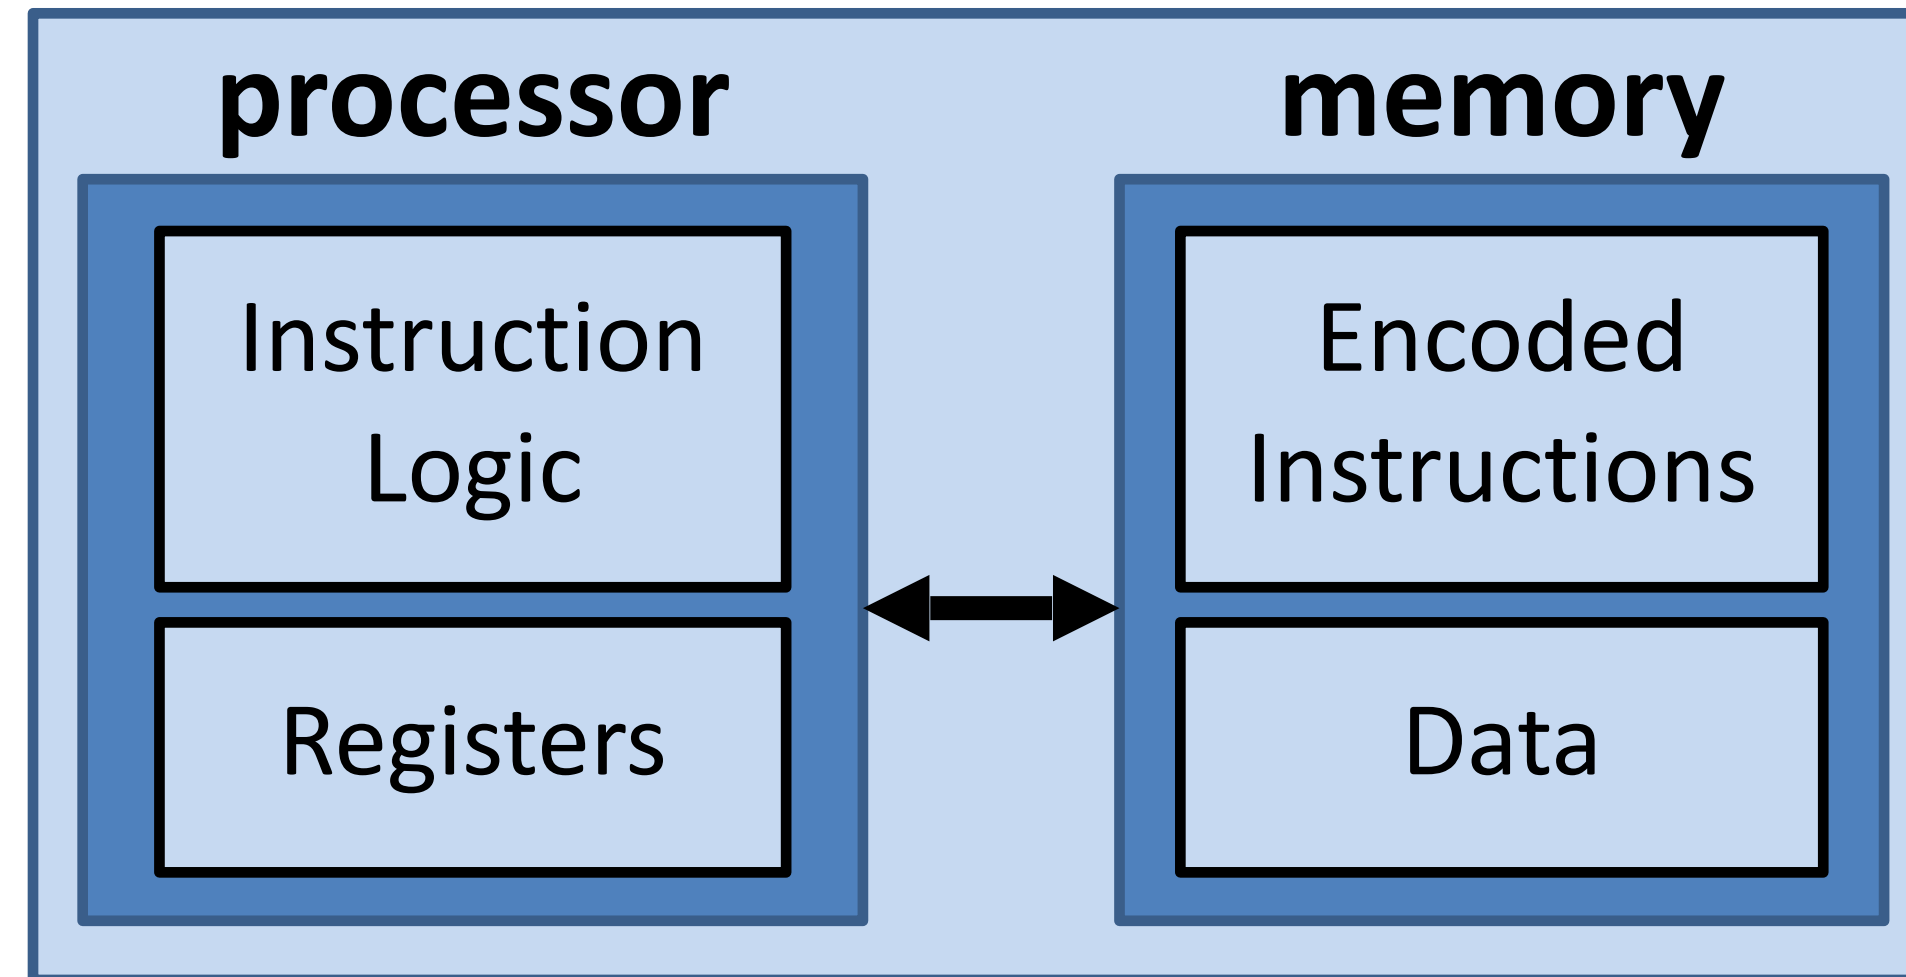 processor
Instruction
Logic
Registers
memory
Encoded
Instructions
Data